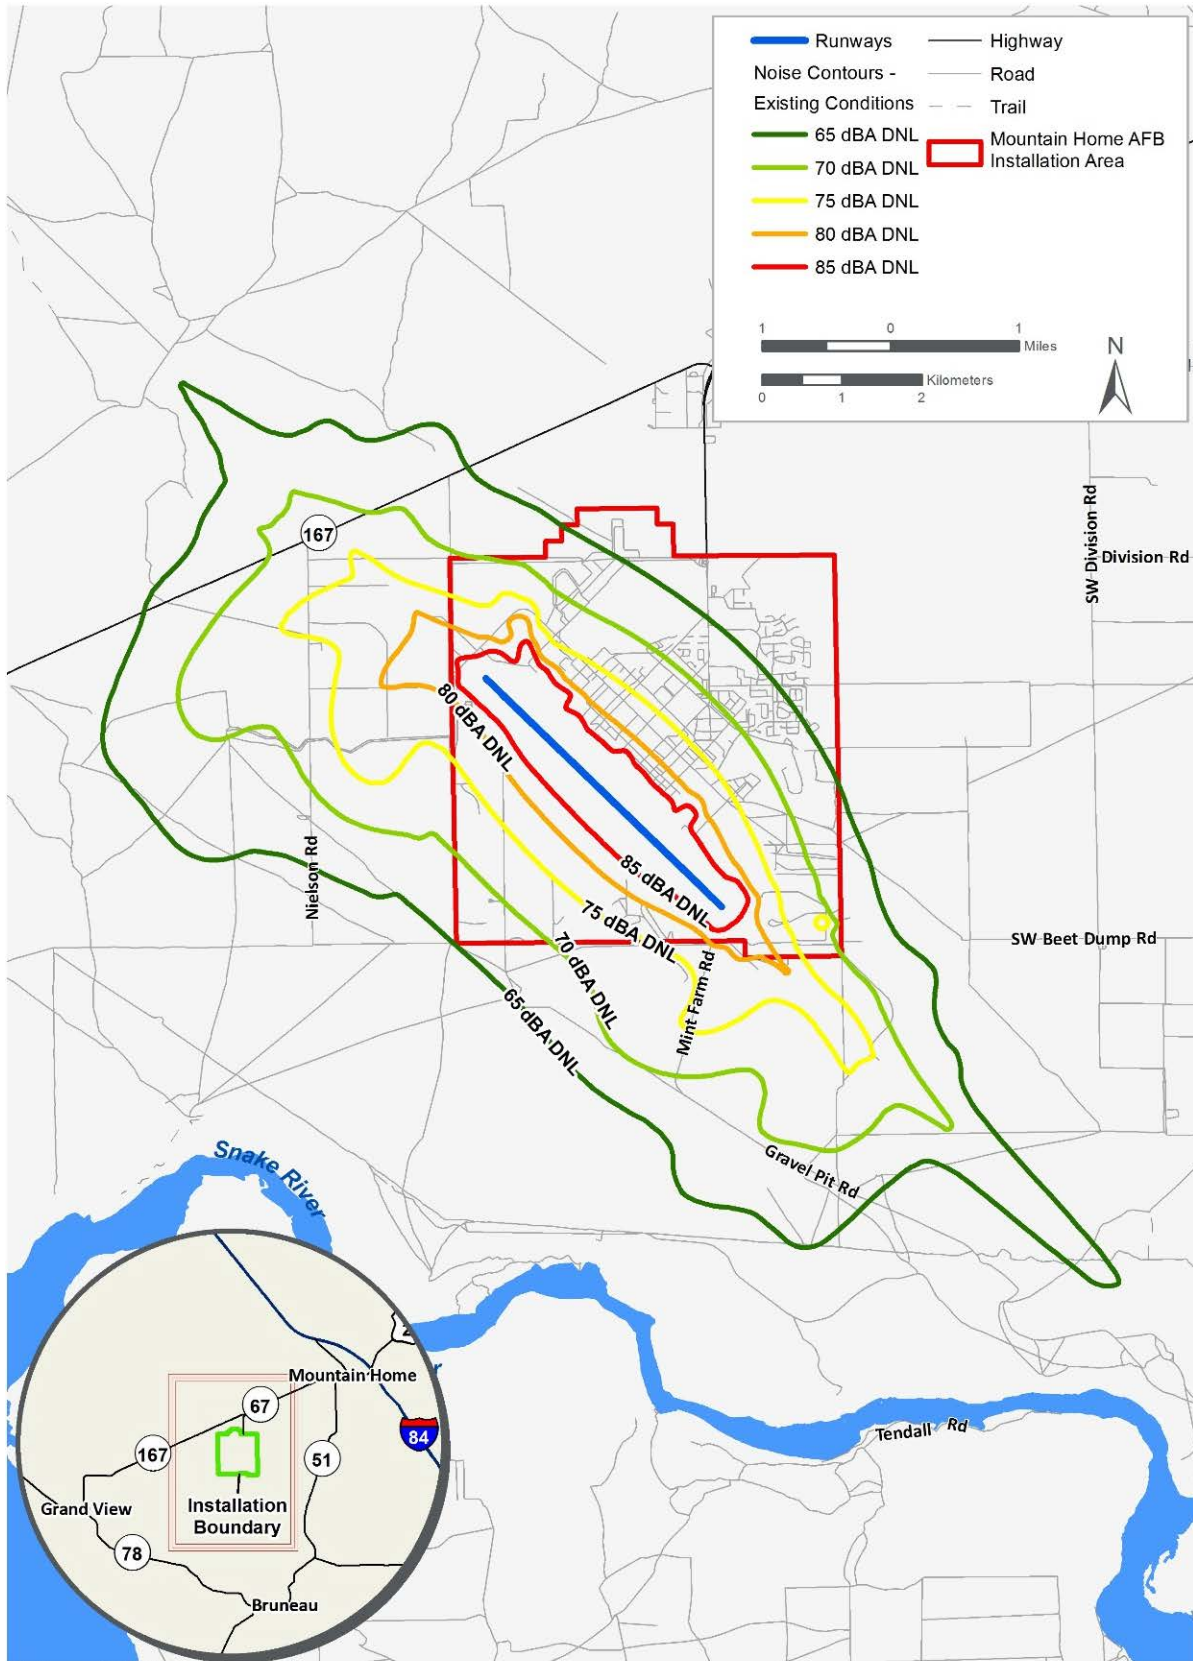 Runways
Highway
Noise Contours -
Existing Conditions
Road
Trail
65 dBA DNL
70 dBA DNL
75 dBA DNL
80 dBA DNL
85 dBA DNL
Mountain Home AFB
Installation Area
1 0 1
Miles
Kilometers
0 1 2
N
167
SW Division Rd
Division Rd
80 dBA DNL
85 dBA DNL
75 dBA DNL
70 dBA DNL
65 dBA DNL
Nielson Rd
Mint Farm Rd
SW Beet Dump Rd
Gravel Pit Rd
Snake River
Tendall Rd
Mountain Home
67
167
84
51
Grand View
Installation
Boundary
78
Bruneau